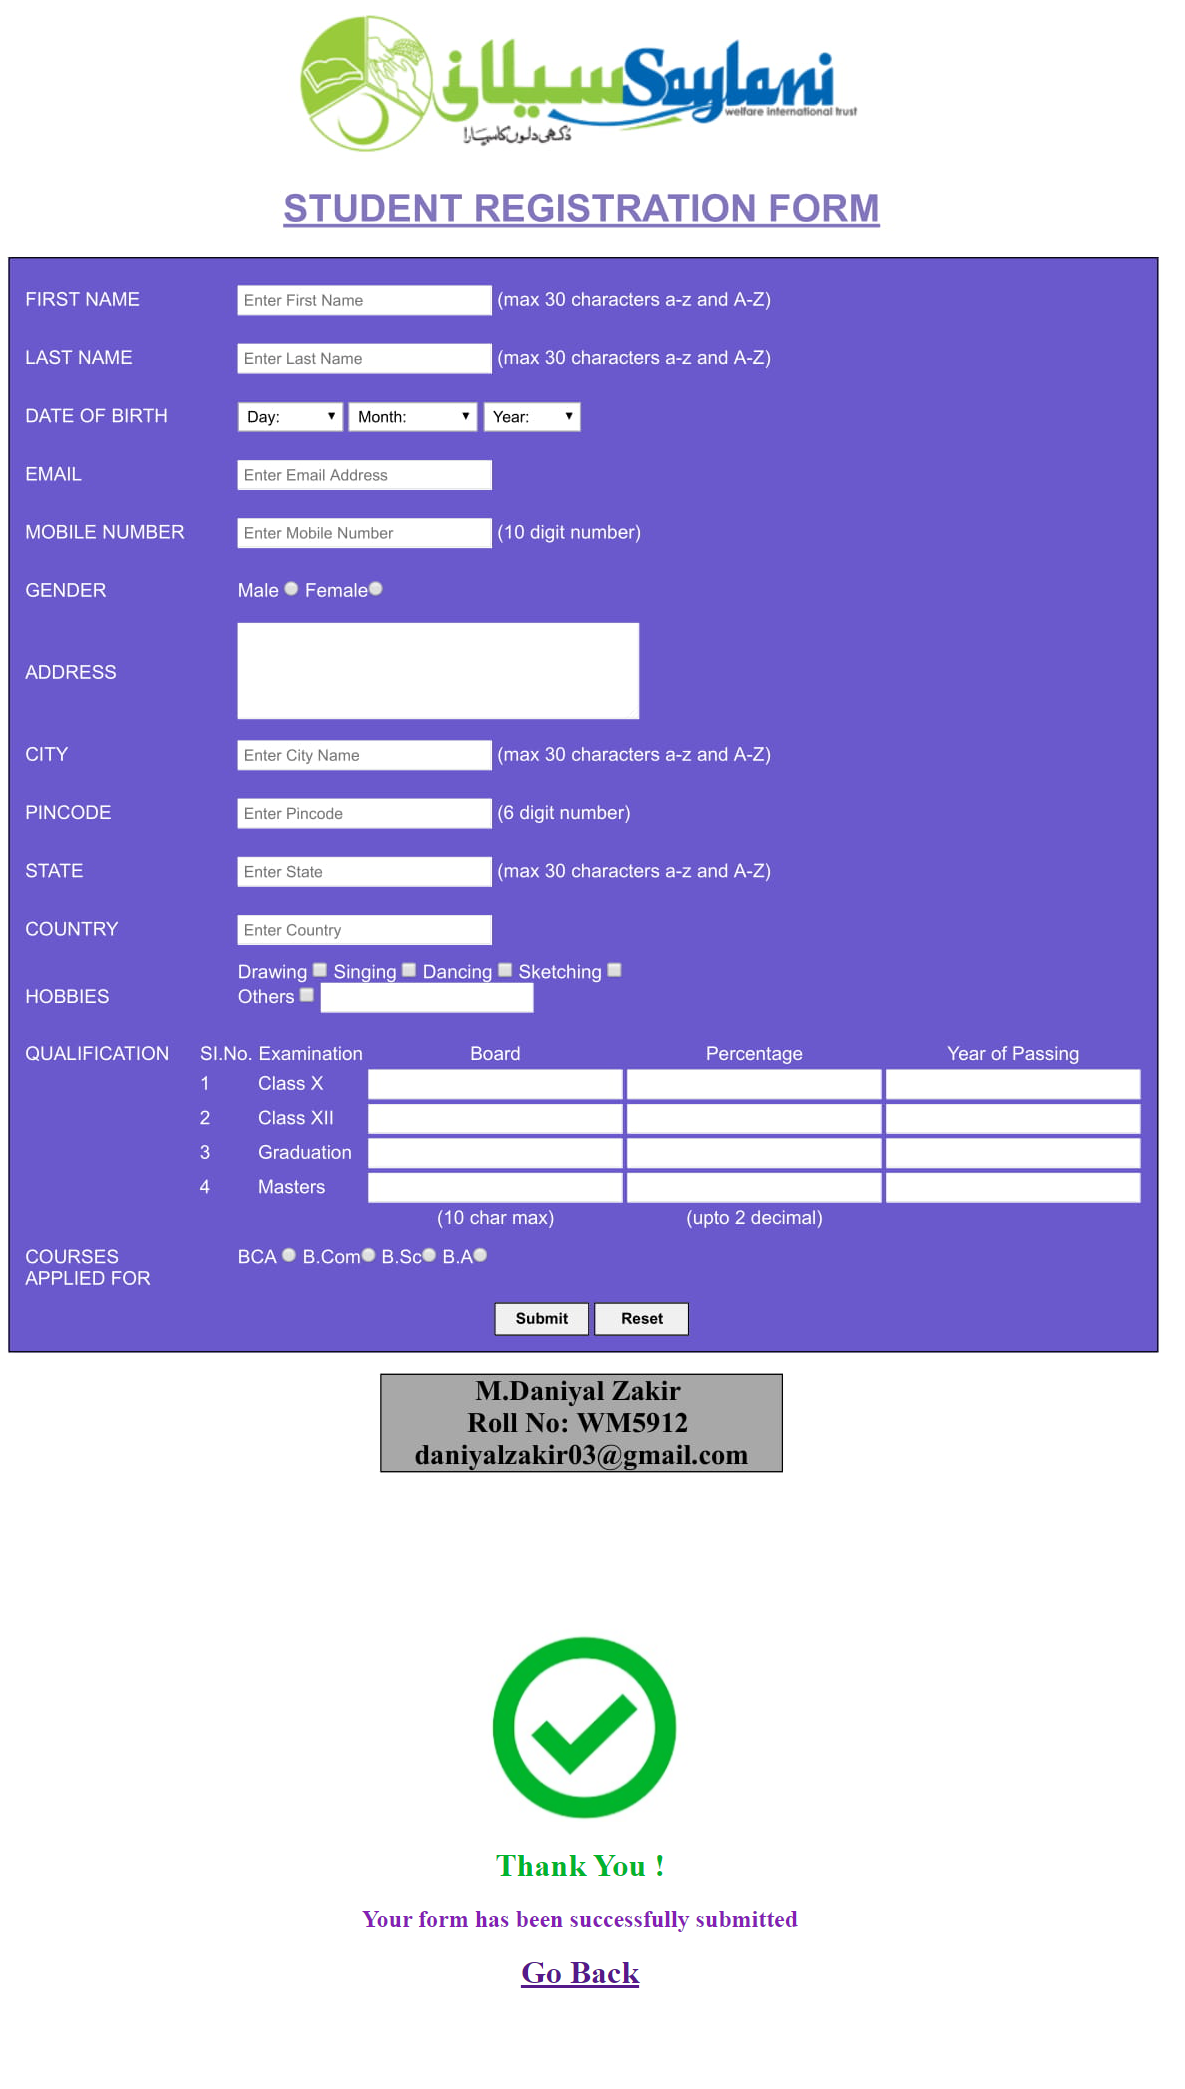 سیلانی Saylani
welfare international trust
دُکھی دلوں کا سہارا
STUDENT REGISTRATION FORM
FIRST NAME Enter First Name (max 30 characters a-z and A-Z)
LAST NAME Enter Last Name (max 30 characters a-z and A-Z)
DATE OF BIRTH Day: Month: Year:
EMAIL Enter Email Address
MOBILE NUMBER Enter Mobile Number (10 digit number)
GENDER Male Female
ADDRESS
CITY Enter City Name (max 30 characters a-z and A-Z)
PINCODE Enter Pincode (6 digit number)
STATE Enter State (max 30 characters a-z and A-Z)
COUNTRY Enter Country
Drawing Singing Dancing Sketching
HOBBIES Others
QUALIFICATION SI.No. Examination Board Percentage Year of Passing
1 Class X
2 Class XII
3 Graduation
4 Masters
(10 char max) (upto 2 decimal)
COURSES BCA B.Com B.Sc B.A
APPLIED FOR
Submit Reset
M.Daniyal Zakir
Roll No: WM5912
daniyalzakir03@gmail.com
Thank You !
Your form has been successfully submitted
Go Back